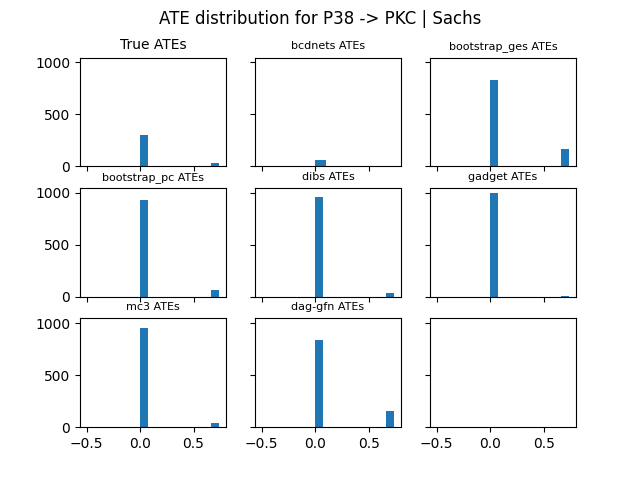 ATE distribution for P38 -> PKC | Sachs
True ATEs
bcdnets ATEs
bootstrap_ges ATEs
1000
500
0
bootstrap_pc ATEs
dibs ATEs
gadget ATEs
1000
500
0
mc3 ATEs
dag-gfn ATEs
1000
500
0
−0.5 0.0 0.5
−0.5 0.0 0.5
−0.5 0.0 0.5